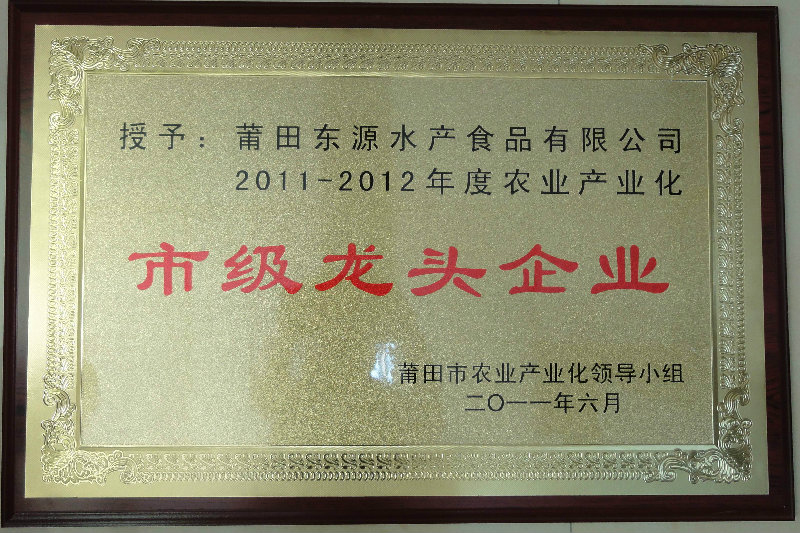 授予：莆田东源水产食品有限公司
2011-2012年度农业产业化
市级龙头企业
莆田市农业产业化领导小组
二〇一一年六月